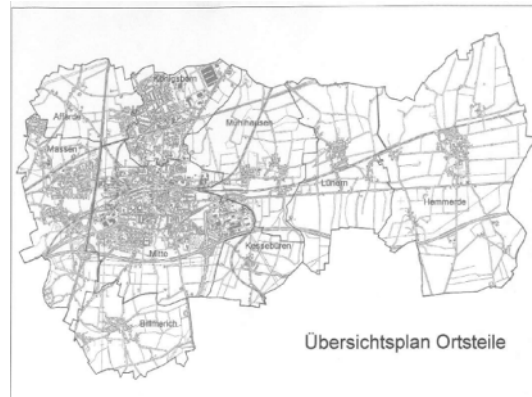 Königsborn
Afferde
Mühlhausen
Massen
Lünern
Hemmerde
Mitte
Kessebüren
Billmerich
Übersichtsplan Ortsteile